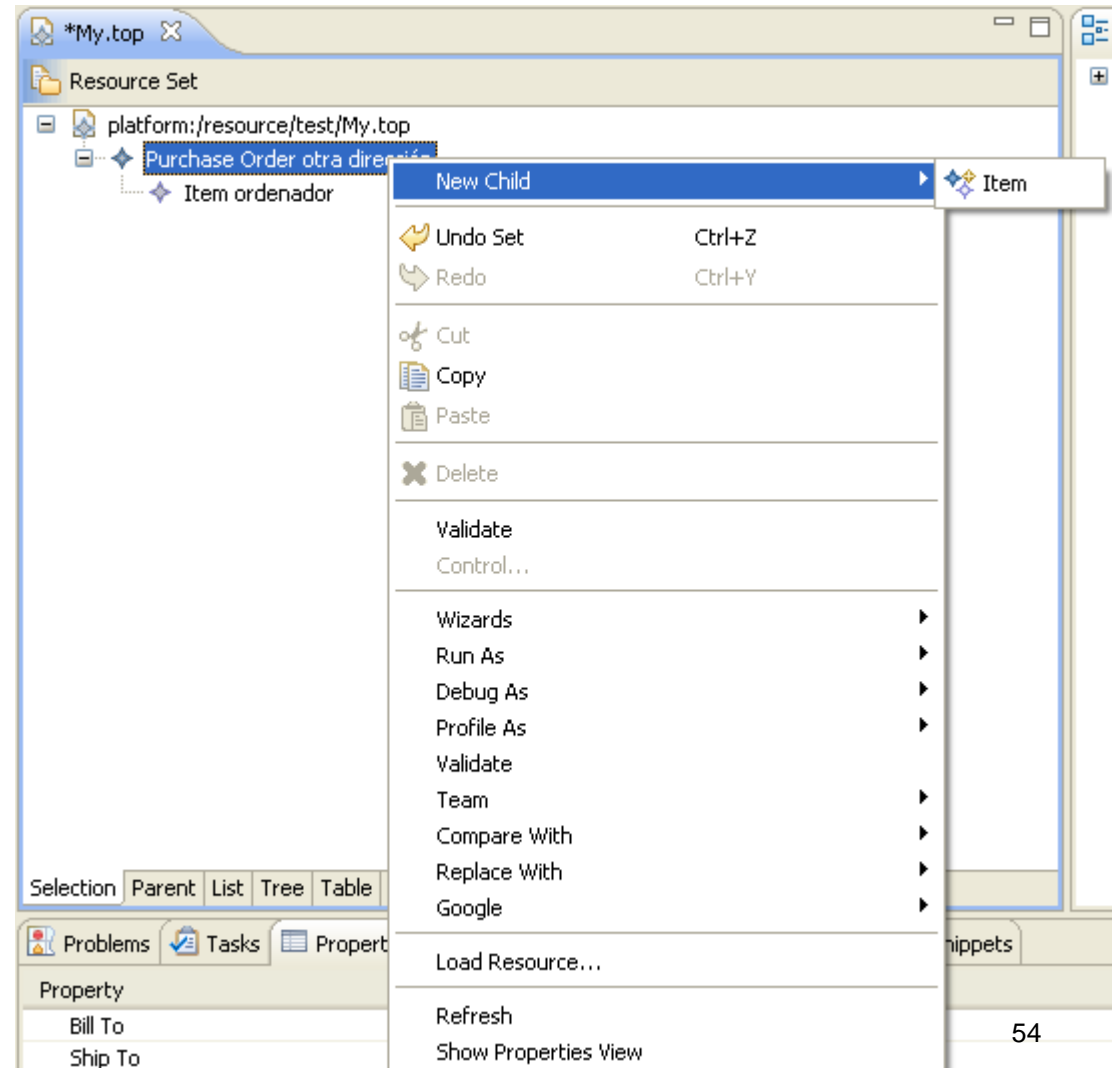 *My.top
Resource Set
platform:/resource/test/My.top
Purchase Order otra dirección
Item ordenador
New Child
Item
Undo Set Ctrl+Z
Redo Ctrl+Y
Cut
Copy
Paste
Delete
Validate
Control...
Wizards
Run As
Debug As
Profile As
Validate
Team
Compare With
Replace With
Google
Load Resource...
Refresh
Show Properties View
Selection Parent List Tree Table
Problems Tasks Propert nippets
Property
Bill To
Ship To
54